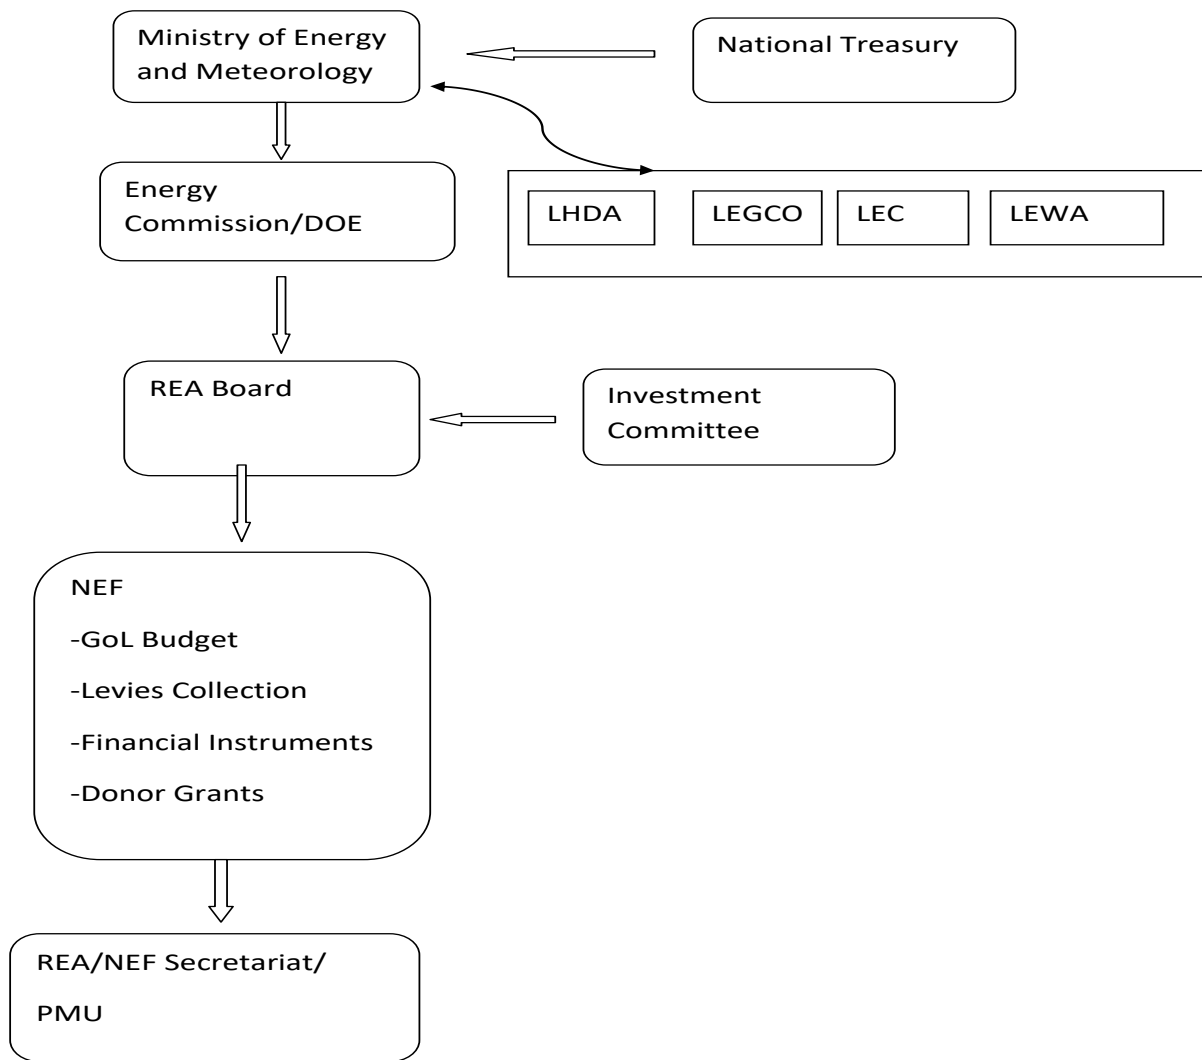 Ministry of Energy
and Meteorology
National Treasury
Energy
Commission/DOE
LHDA
LEGCO
LEC
LEWA
REA Board
Investment
Committee
NEF
-GoL Budget
-Levies Collection
-Financial Instruments
-Donor Grants
REA/NEF Secretariat/
PMU